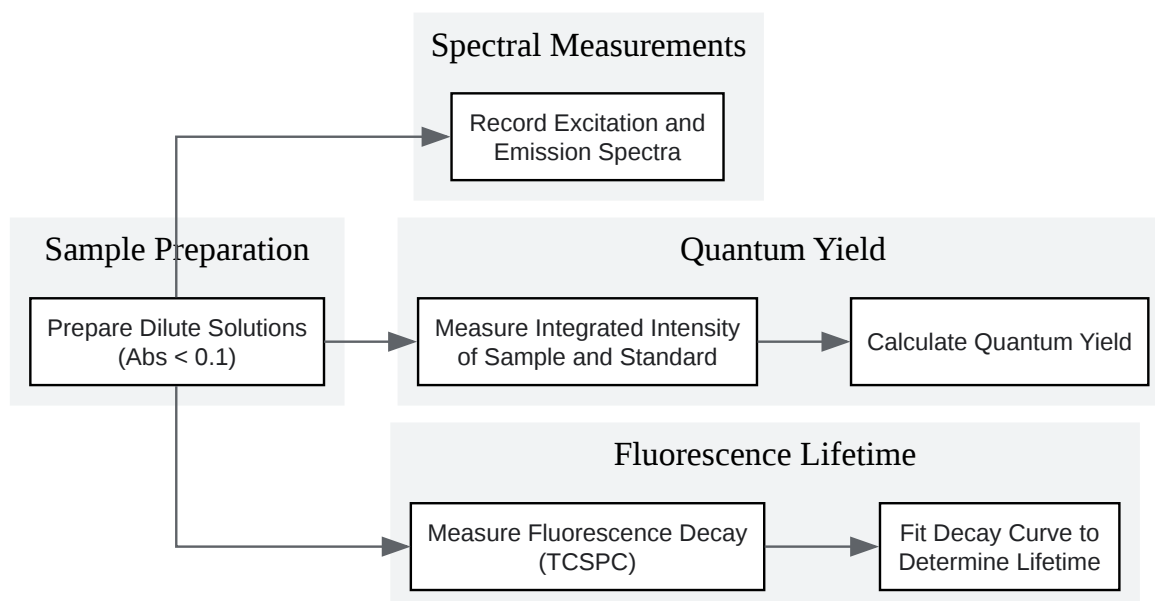 Spectral Measurements
Record Excitation and
Emission Spectra
Sample Preparation
Prepare Dilute Solutions
(Abs < 0.1)
Quantum Yield
Measure Integrated Intensity
of Sample and Standard
Calculate Quantum Yield
Fluorescence Lifetime
Measure Fluorescence Decay
(TCSPC)
Fit Decay Curve to
Determine Lifetime